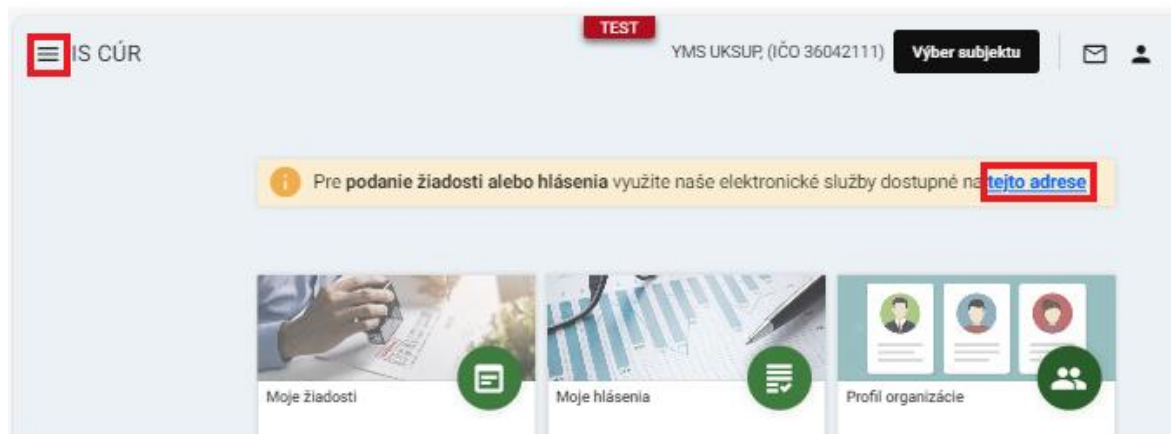 TEST
IS CÚR
YMS UKSUP, (IČO 36042111)
Výber subjektu
Pre podanie žiadosti alebo hlásenia využite naše elektronické služby dostupné na tejto adrese
Moje žiadosti
Moje hlásenia
Profil organizácie